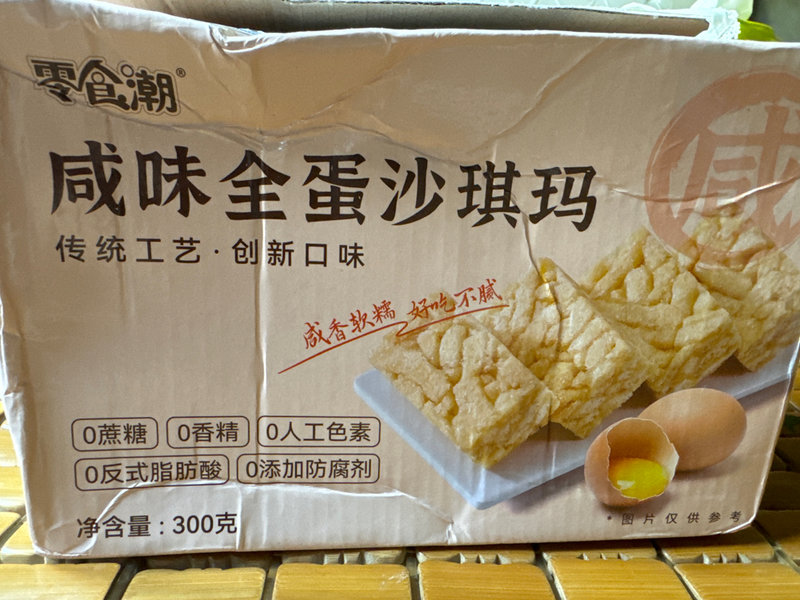 零食潮®
咸
咸味全蛋沙琪玛
传统工艺·创新口味
咸香软糯 好吃不腻
0蔗糖 0香精 0人工色素
0反式脂肪酸 0添加防腐剂
净含量：300克
*图片仅供参考